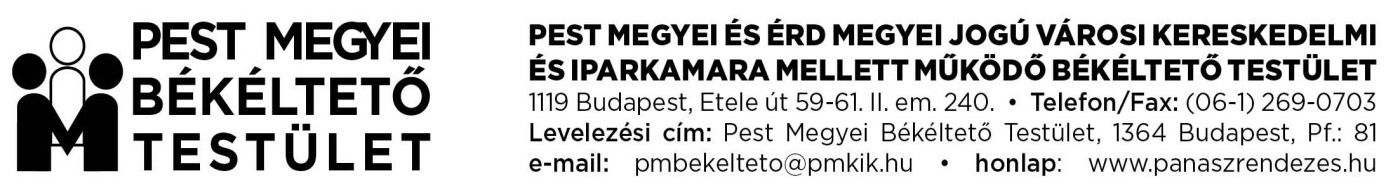 PEST MEGYEI
BÉKÉLTETŐ
TESTÜLET
PEST MEGYEI ÉS ÉRD MEGYEI JOGÚ VÁROSI KERESKEDELMI
ÉS IPARKAMARA MELLETT MŰKÖDŐ BÉKÉLTETŐ TESTÜLET
1119 Budapest, Etele út 59-61. II. em. 240. • Telefon/Fax: (06-1) 269-0703
Levelezési cím: Pest Megyei Békéltető Testület, 1364 Budapest, Pf.: 81
e-mail: pmbekelteto@pmkik.hu • honlap: www.panaszrendezes.hu